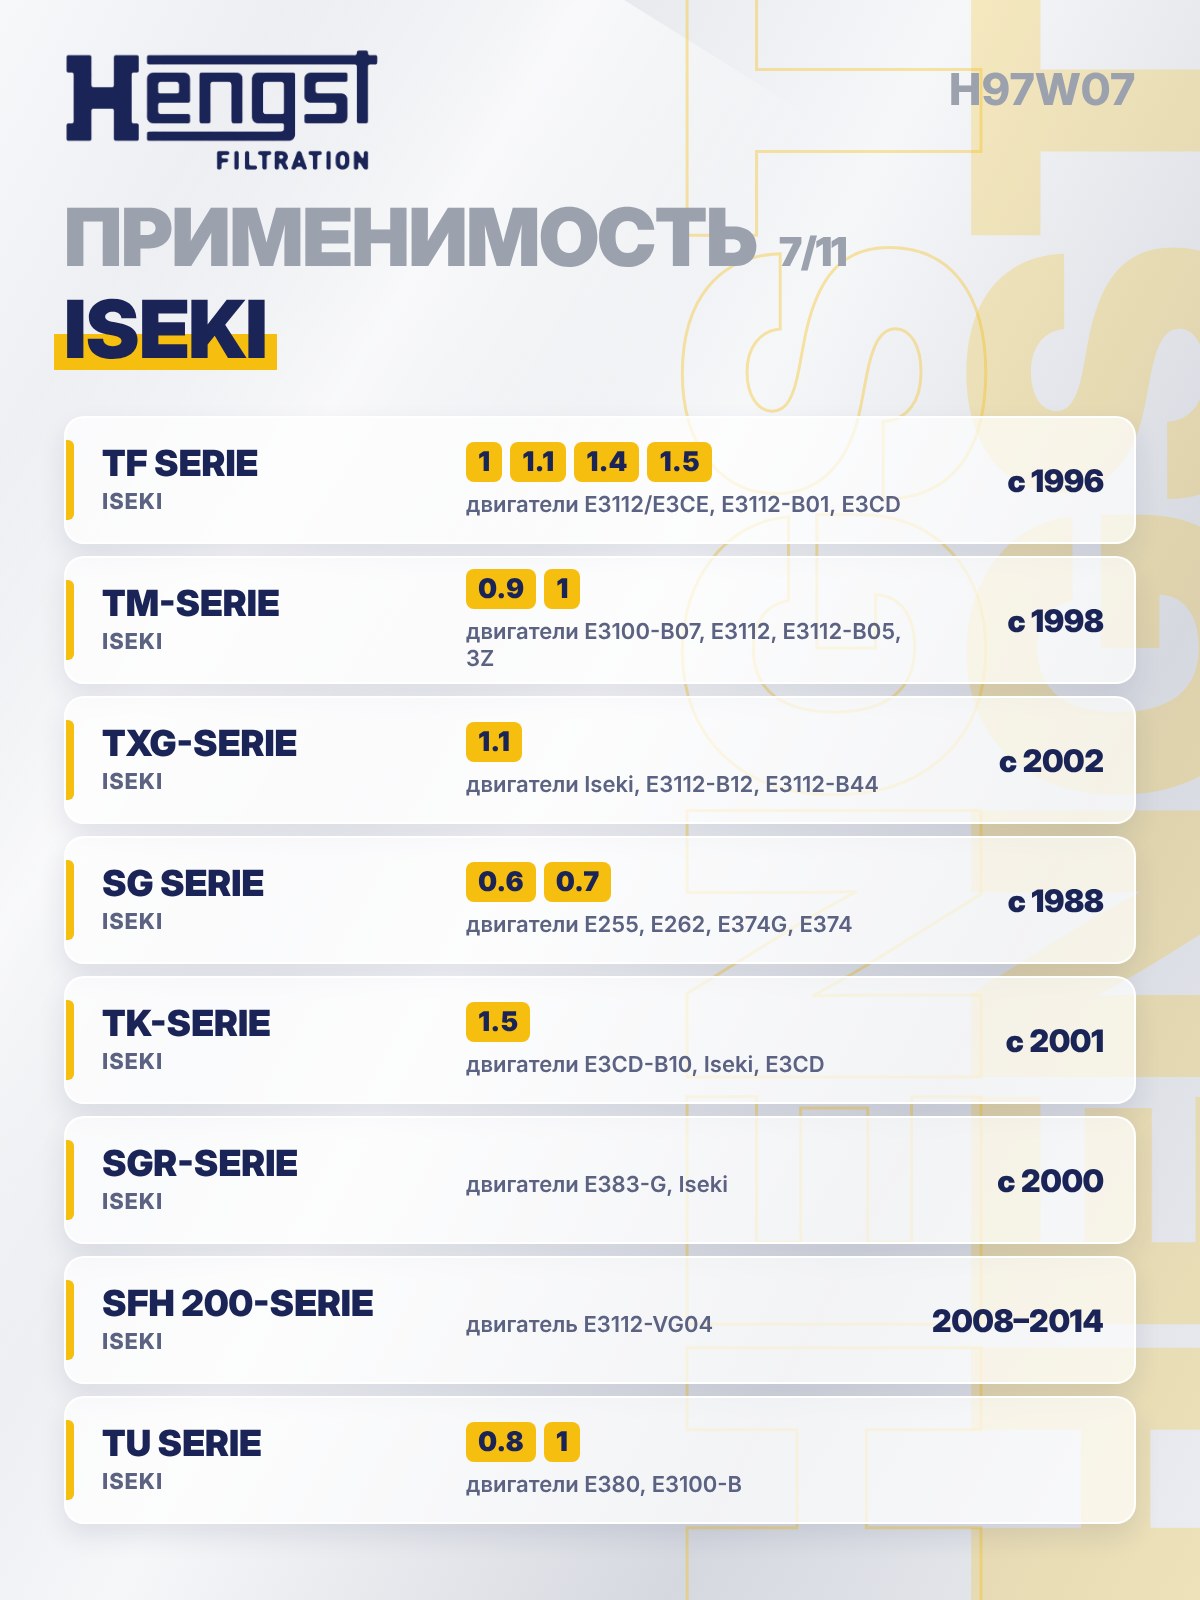 Hengst
FILTRATION
H97W07
ПРИМЕНИМОСТЬ 7/11
ISEKI
TF SERIE
ISEKI
1 1.1 1.4 1.5
двигатели E3112/E3CE, E3112-B01, E3CD
с 1996
TM-SERIE
ISEKI
0.9 1
двигатели E3100-B07, E3112, E3112-B05,
3Z
с 1998
TXG-SERIE
ISEKI
1.1
двигатели Iseki, E3112-B12, E3112-B44
с 2002
SG SERIE
ISEKI
0.6 0.7
двигатели E255, E262, E374G, E374
с 1988
TK-SERIE
ISEKI
1.5
двигатели E3CD-B10, Iseki, E3CD
с 2001
SGR-SERIE
ISEKI
двигатели E383-G, Iseki
с 2000
SFH 200-SERIE
ISEKI
двигатель E3112-VG04
2008–2014
TU SERIE
ISEKI
0.8 1
двигатели E380, E3100-B
HENGST
HENGST